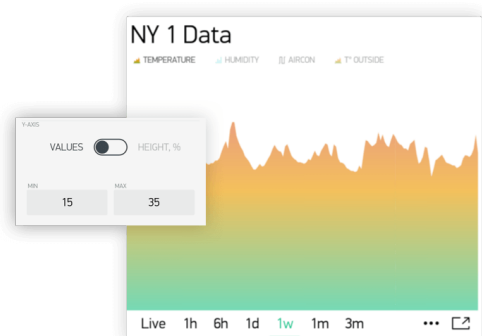 NY 1 Data
TEMPERATURE HUMIDITY AIRCON T° OUTSIDE
Y-AXIS
VALUES HEIGHT, %
MIN MAX
15 35
Live 1h 6h 1d 1w 1m 3m